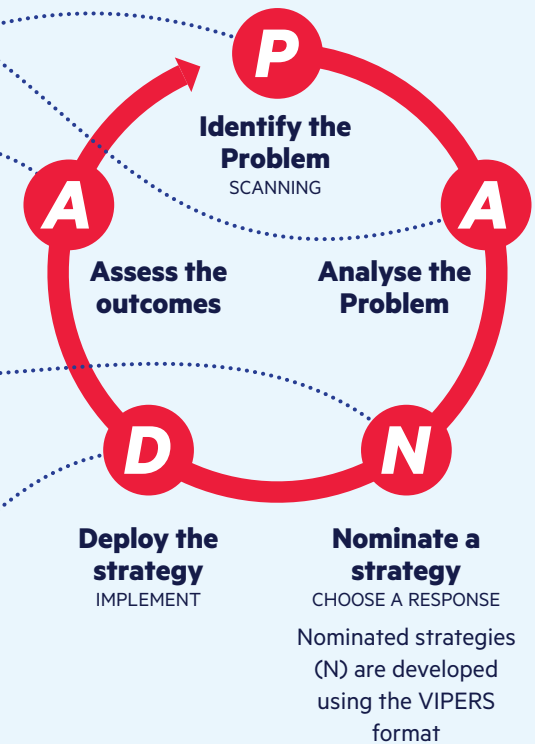 P
Identify the
Problem
SCANNING
A
Analyse the
Problem
N
Nominate a
strategy
CHOOSE A RESPONSE
Nominated strategies
(N) are developed
using the VIPERS
format
D
Deploy the
strategy
IMPLEMENT
A
Assess the
outcomes